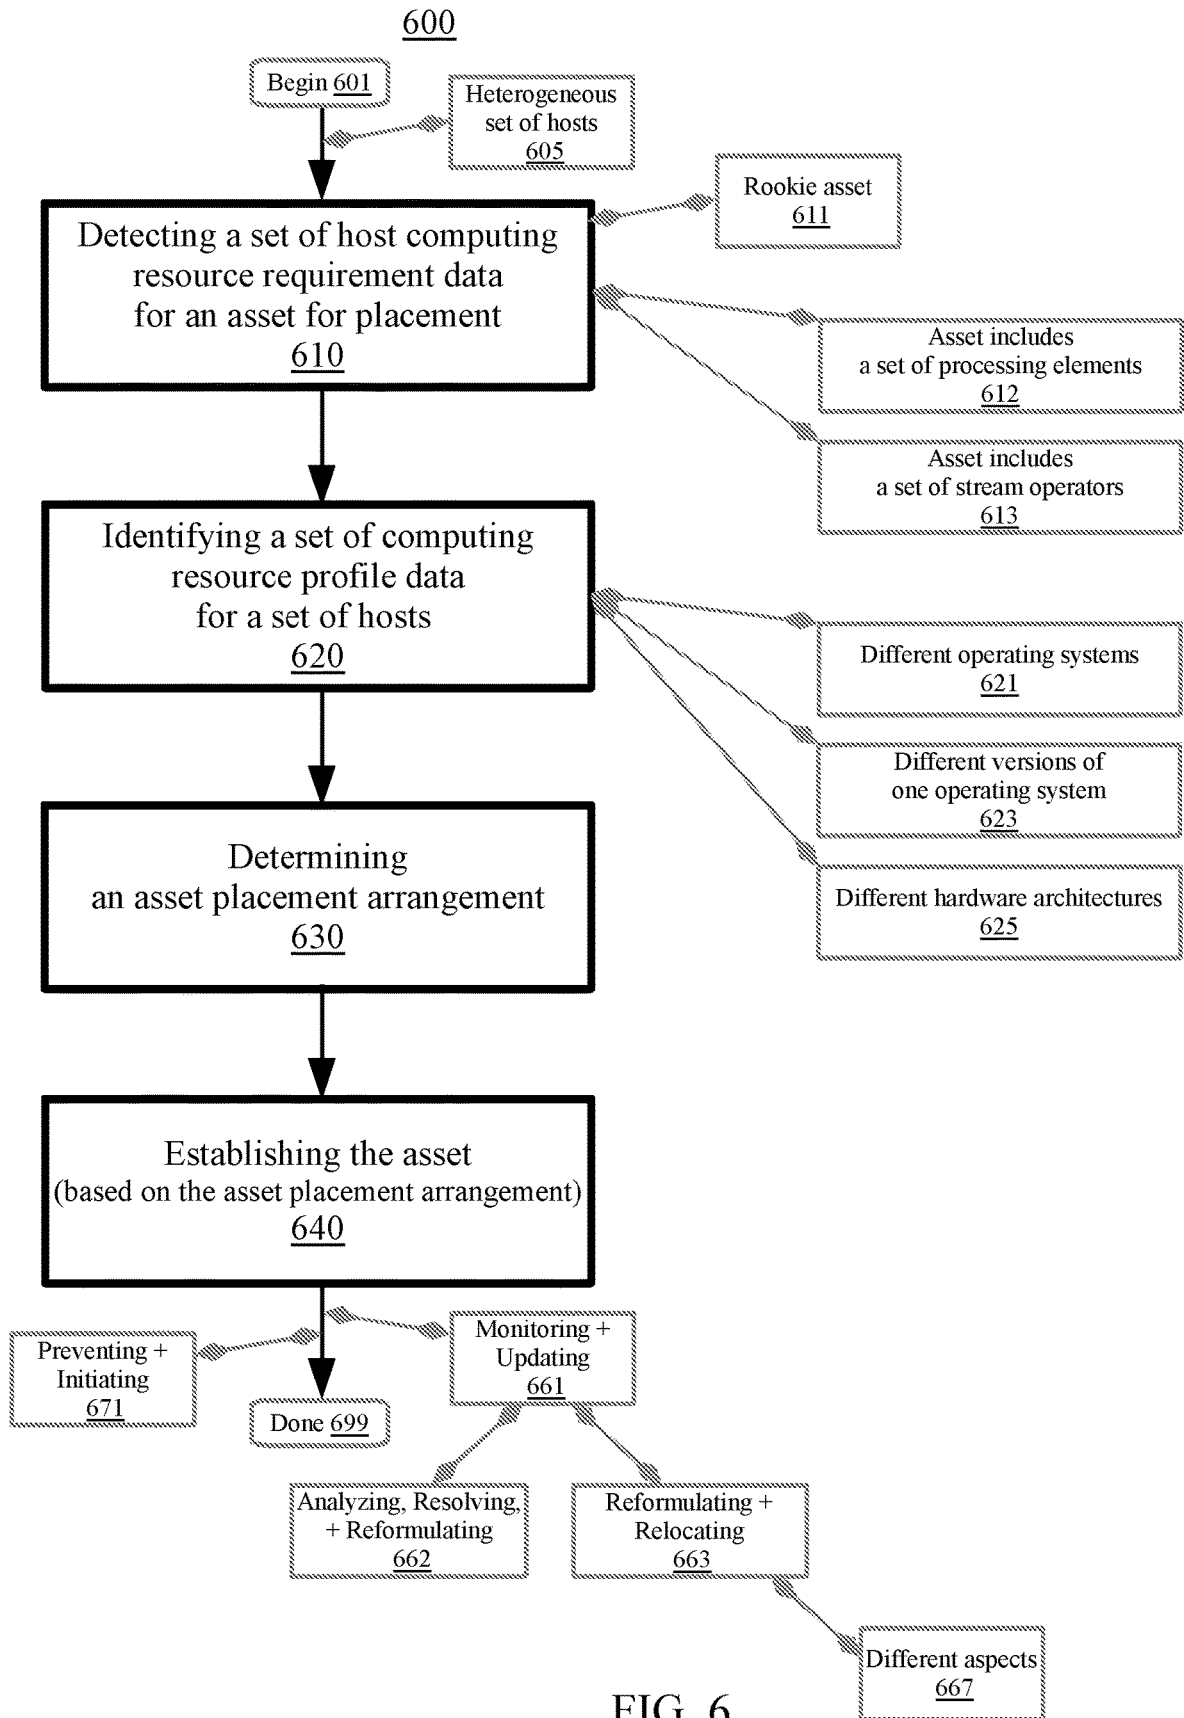 600
Begin 601
Heterogeneous
set of hosts
605
Rookie asset
611
Detecting a set of host computing
resource requirement data
for an asset for placement
610
Asset includes
a set of processing elements
612
Asset includes
a set of stream operators
613
Identifying a set of computing
resource profile data
for a set of hosts
620
Different operating systems
621
Different versions of
one operating system
623
Different hardware architectures
625
Determining
an asset placement arrangement
630
Establishing the asset
(based on the asset placement arrangement)
640
Preventing +
Initiating
671
Monitoring +
Updating
661
Done 699
Analyzing, Resolving,
+ Reformulating
662
Reformulating +
Relocating
663
Different aspects
667
FIG. 6